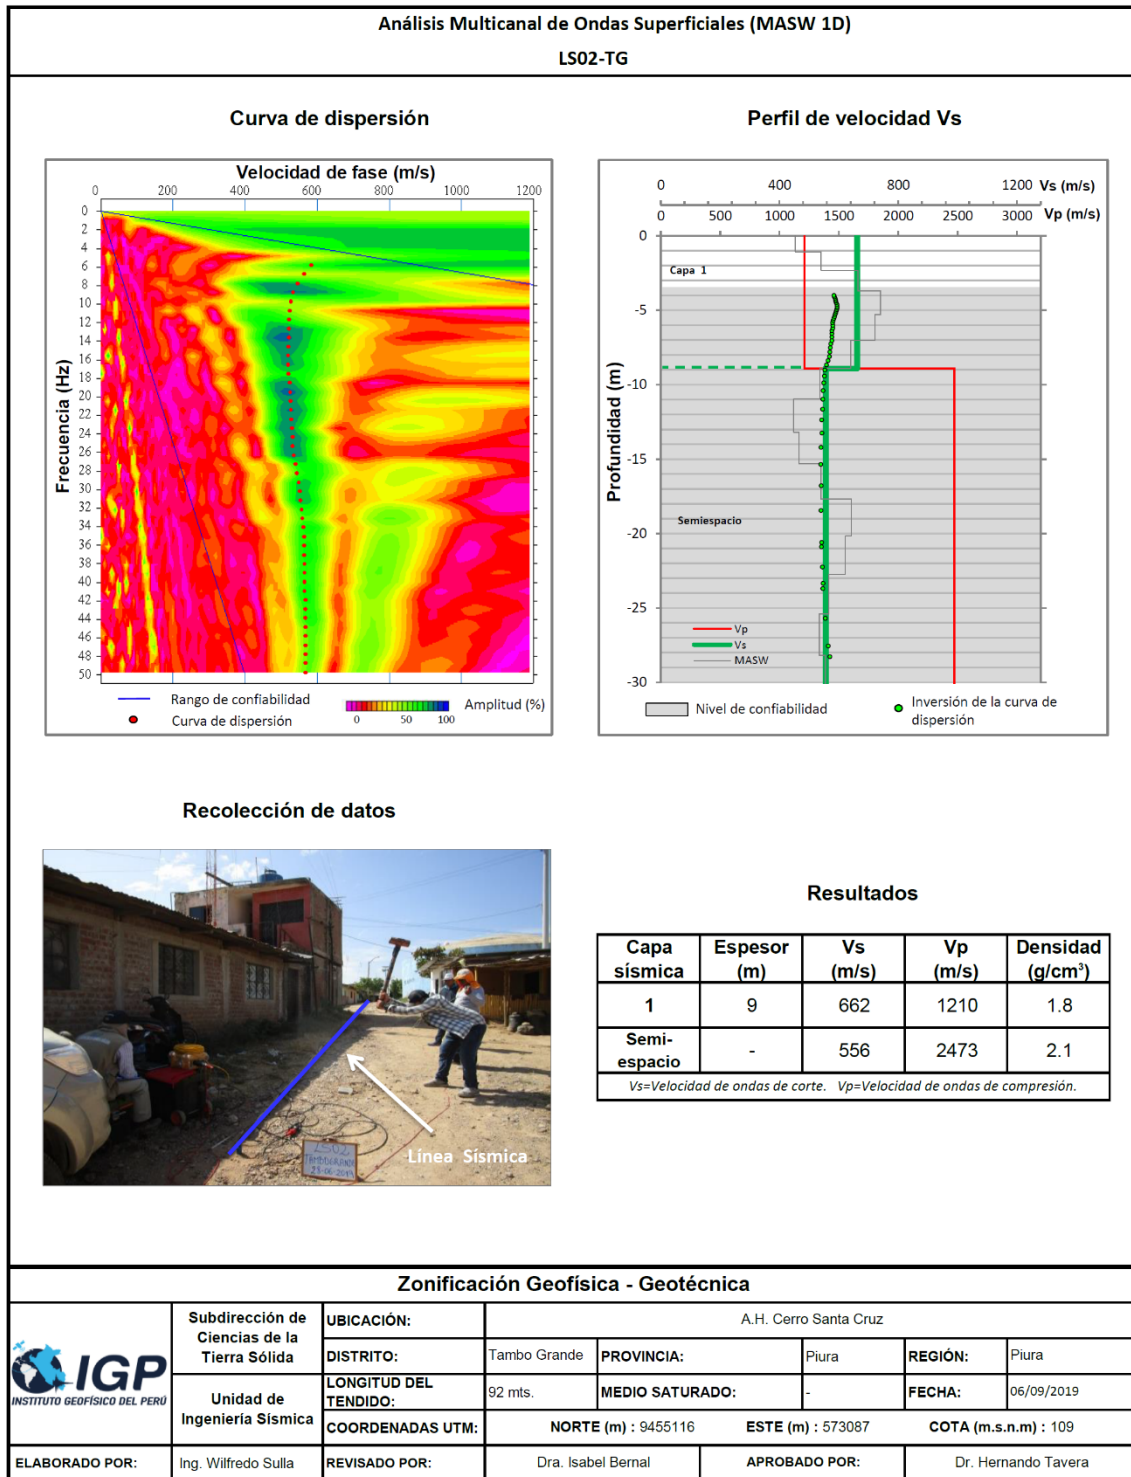 Análisis Multicanal de Ondas Superficiales (MASW 1D)
LS02-TG
Curva de dispersión
Velocidad de fase (m/s)
0 200 400 600 800 1000 1200
Frecuencia (Hz)
0
2
4
6
8
10
12
14
16
18
20
22
24
26
28
30
32
34
36
38
40
42
44
46
48
50
Rango de confiabilidad
Curva de dispersión
Amplitud (%)
0 50 100
Perfil de velocidad Vs
0 400 800 1200 Vs (m/s)
0 500 1000 1500 2000 2500 3000 Vp (m/s)
Profundidad (m)
0
-5
-10
-15
-20
-25
-30
Capa 1
Semiespacio
Vp
Vs
MASW
Nivel de confiabilidad
Inversión de la curva de
dispersión
Recolección de datos
LS02
TAMBOGRANDE
Línea Sísmica
Resultados
Capa sísmica Espesor (m) Vs (m/s) Vp (m/s) Densidad (g/cm³)
1 9 662 1210 1.8
Semi-espacio - 556 2473 2.1
Vs=Velocidad de ondas de corte. Vp=Velocidad de ondas de compresión.
Zonificación Geofísica - Geotécnica
IGP
INSTITUTO GEOFÍSICO DEL PERÚ
Subdirección de
Ciencias de la
Tierra Sólida
Unidad de
Ingeniería Sísmica
UBICACIÓN: A.H. Cerro Santa Cruz
DISTRITO: Tambo Grande PROVINCIA: Piura REGIÓN: Piura
LONGITUD DEL TENDIDO: 92 mts. MEDIO SATURADO: - FECHA: 06/09/2019
COORDENADAS UTM: NORTE (m) : 9455116 ESTE (m) : 573087 COTA (m.s.n.m) : 109
ELABORADO POR: Ing. Wilfredo Sulla REVISADO POR: Dra. Isabel Bernal APROBADO POR: Dr. Hernando Tavera